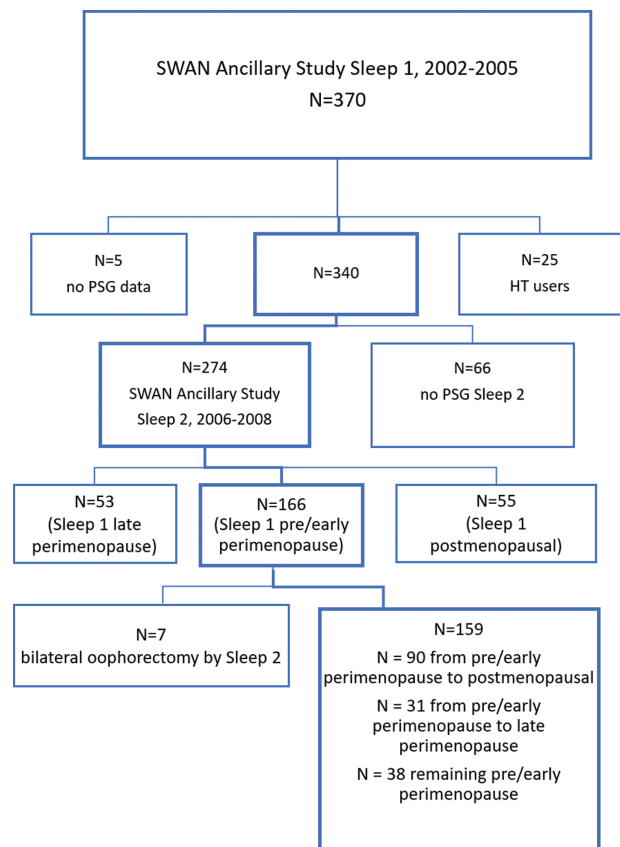 SWAN Ancillary Study Sleep 1, 2002-2005
N=370
N=5
no PSG data
N=340
N=25
HT users
N=274
SWAN Ancillary Study
Sleep 2, 2006-2008
N=66
no PSG Sleep 2
N=53
(Sleep 1 late
perimenopause)
N=166
(Sleep 1 pre/early
perimenopause)
N=55
(Sleep 1
postmenopausal)
N=7
bilateral oophorectomy by Sleep 2
N=159
N = 90 from pre/early
perimenopause to postmenopausal
N = 31 from pre/early
perimenopause to late
perimenopause
N = 38 remaining pre/early
perimenopause